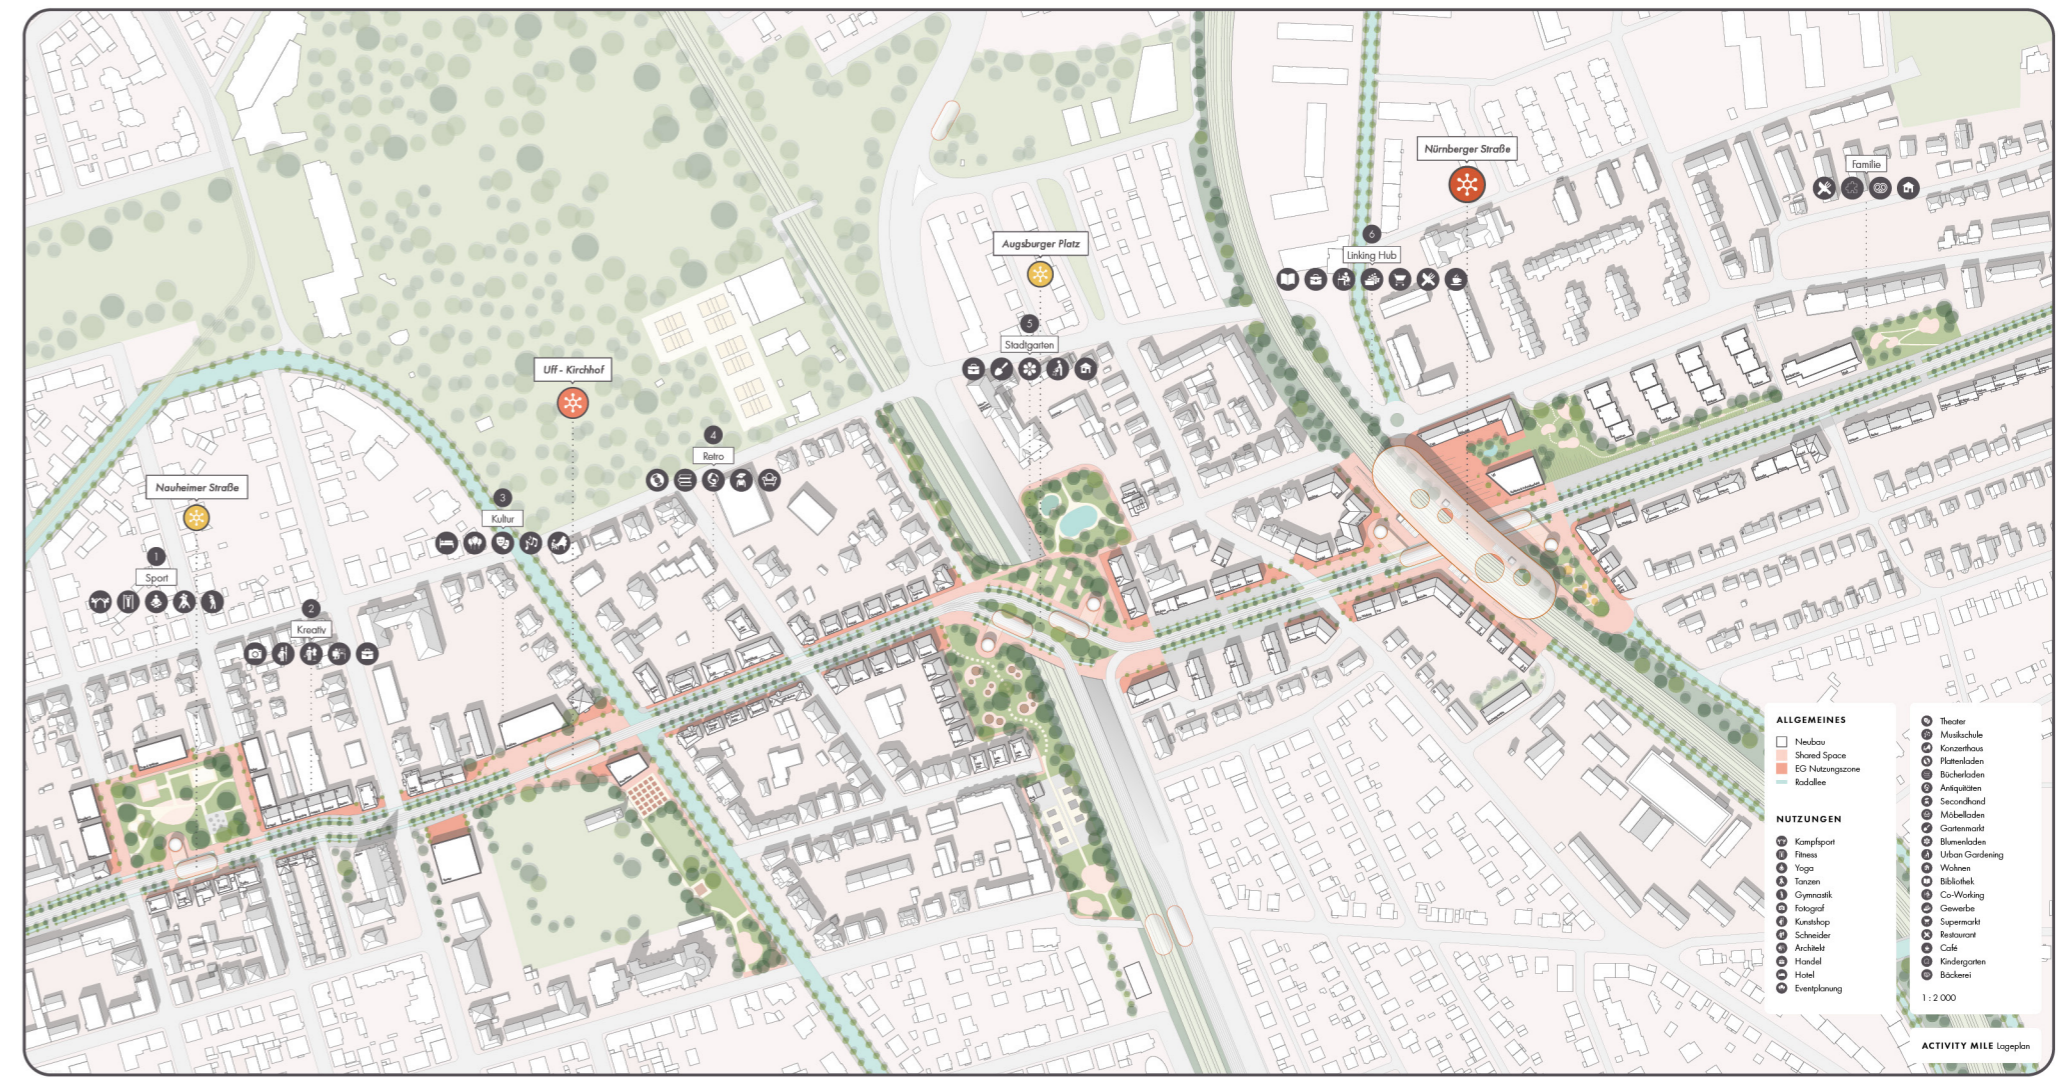 Nürnberger Straße
Familie
Augsburger Platz
6
Linking Hub
5
Stadtgarten
Uff - Kirchhof
4
Retro
Nauheimer Straße
3
Kultur
1
Sport
2
Kreativ
ALLGEMEINES
Neubau
Shared Space
EG Nutzungszone
Radallee
NUTZUNGEN
Kampfsport
Fitness
Yoga
Tanzen
Gymnastik
Fotograf
Kunstshop
Schneider
Architekt
Handel
Hotel
Eventplanung
Theater
Musikschule
Konzerthaus
Plattenladen
Bücherladen
Antiquitäten
Secondhand
Möbelladen
Gartenmarkt
Blumenladen
Urban Gardening
Wohnen
Bibliothek
Co-Working
Gewerbe
Supermarkt
Restaurant
Café
Kindergarten
Bäckerei
1 : 2 000
ACTIVITY MILE Lageplan